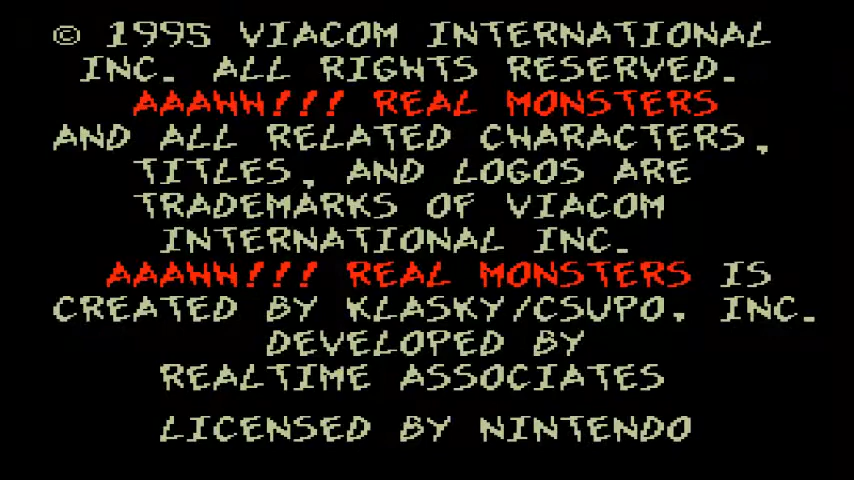 © 1995 VIACOM INTERNATIONAL
INC. ALL RIGHTS RESERVED.
AAAHH!!! REAL MONSTERS
AND ALL RELATED CHARACTERS,
TITLES, AND LOGOS ARE
TRADEMARKS OF VIACOM
INTERNATIONAL INC.
AAAHH!!! REAL MONSTERS IS
CREATED BY KLASKY/CSUPO, INC.
DEVELOPED BY
REALTIME ASSOCIATES
LICENSED BY NINTENDO